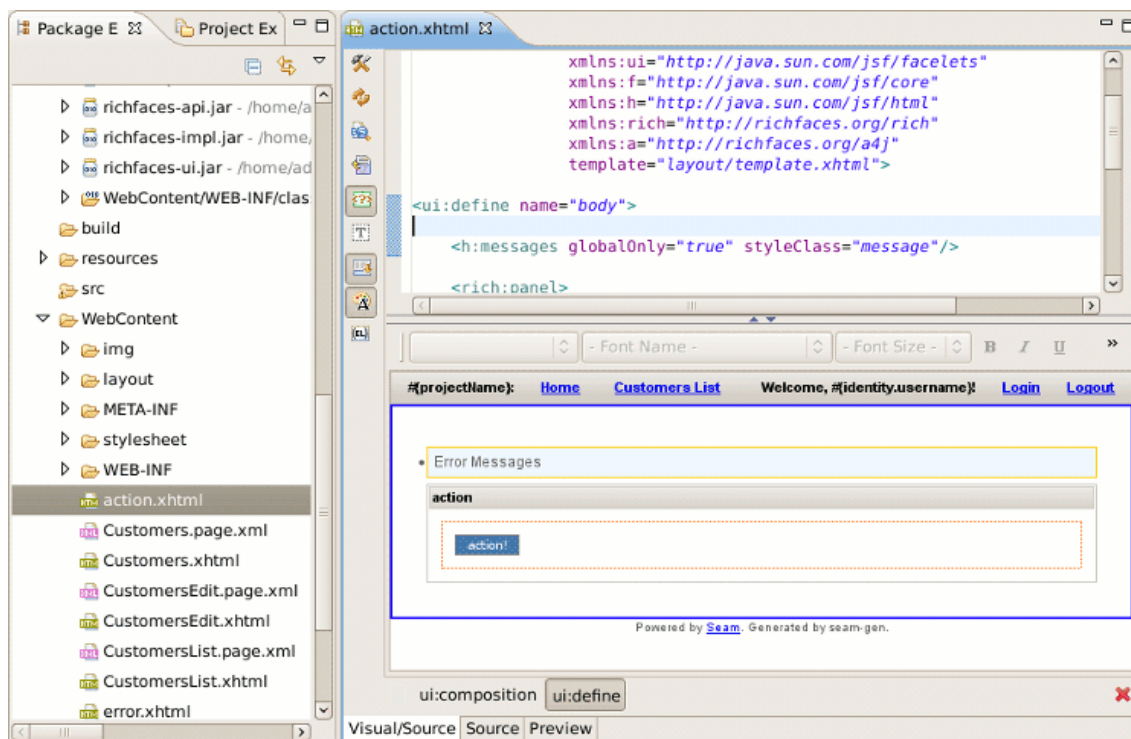 Package E
Project Ex
richfaces-api.jar - /home/a
richfaces-impl.jar - /home/
richfaces-ui.jar - /home/ad
WebContent/WEB-INF/clas
build
resources
src
WebContent
img
layout
META-INF
stylesheet
WEB-INF
action.xhtml
Customers.page.xml
Customers.xhtml
CustomersEdit.page.xml
CustomersEdit.xhtml
CustomersList.page.xml
CustomersList.xhtml
error.xhtml
action.xhtml
xmlns:ui="http://java.sun.com/jsf/facelets"
xmlns:f="http://java.sun.com/jsf/core"
xmlns:h="http://java.sun.com/jsf/html"
xmlns:rich="http://richfaces.org/rich"
xmlns:a="http://richfaces.org/a4j"
template="layout/template.xhtml">
<ui:define name="body">
<h:messages globalOnly="true" styleClass="message"/>
<rich:panel>
- Font Name - - Font Size - B I U »
#{projectName}: Home Customers List Welcome, #{identity.username}! Login Logout
Error Messages
action
action!
Powered by Seam. Generated by seam-gen.
ui:composition ui:define
Visual/Source Source Preview